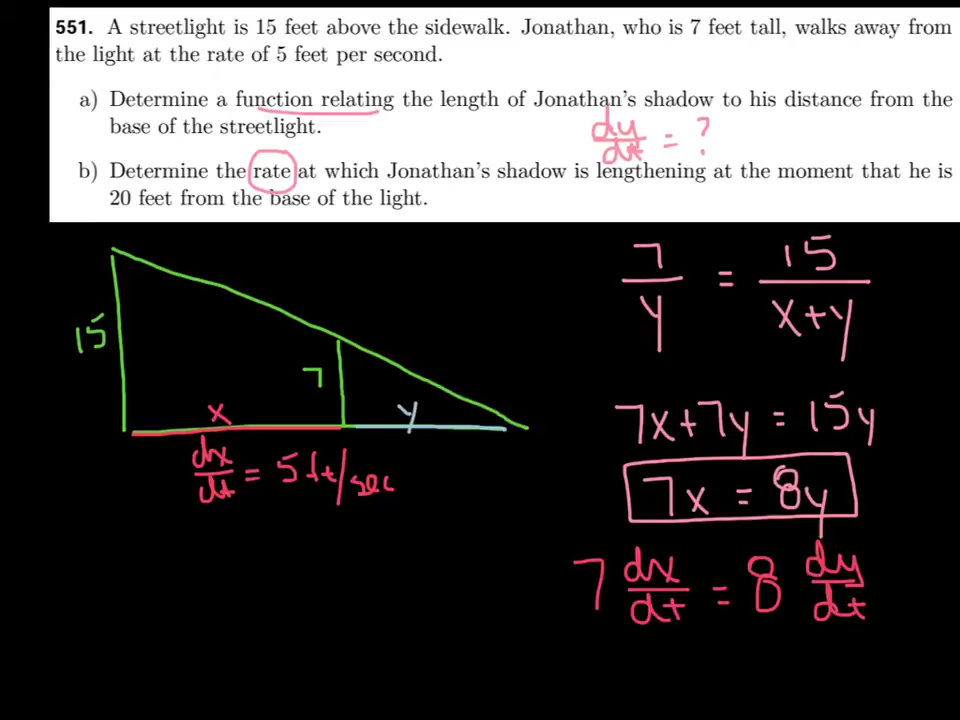 551. A streetlight is 15 feet above the sidewalk. Jonathan, who is 7 feet tall, walks away from
the light at the rate of 5 feet per second.
a) Determine a function relating the length of Jonathan's shadow to his distance from the
base of the streetlight.
dy/dt = ?
b) Determine the rate at which Jonathan's shadow is lengthening at the moment that he is
20 feet from the base of the light.
7/y = 15/x+y
15
7
x
y
7x+7y = 15y
dx/dt = 5 ft/sec
7x = 8y
7 dx/dt = 8 dy/dt